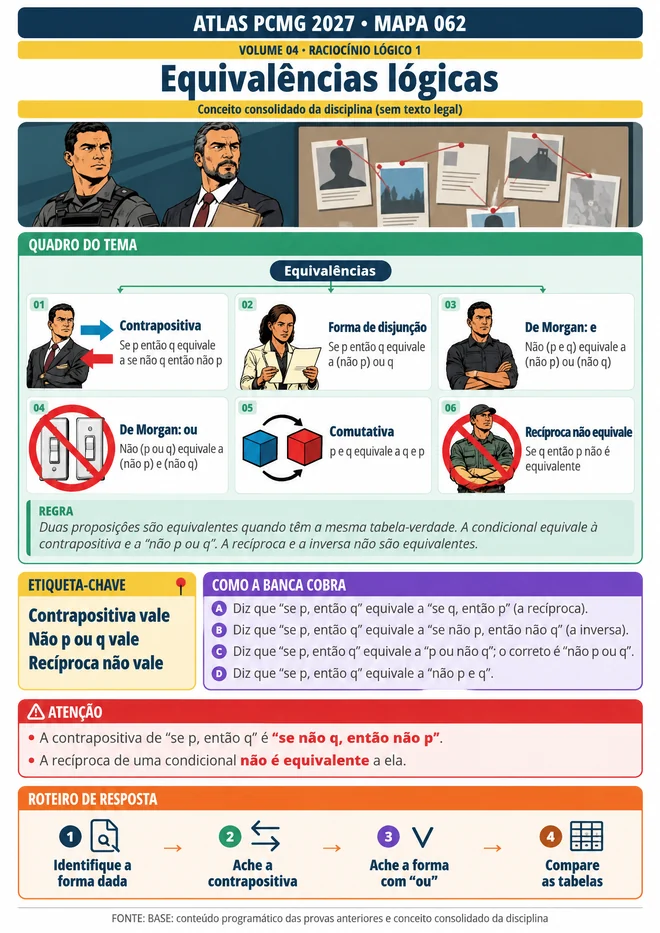 ATLAS PCMG 2027 • MAPA 062
VOLUME 04 • RACIOCÍNIO LÓGICO 1
Equivalências lógicas
Conceito consolidado da disciplina (sem texto legal)
QUADRO DO TEMA
Equivalências
01
Contrapositiva
Se p então q equivale
a se não q então não p
02
Forma de disjunção
Se p então q equivale
a (não p) ou q
03
De Morgan: e
Não (p e q) equivale a
(não p) ou (não q)
04
De Morgan: ou
Não (p ou q) equivale a
(não p) e (não q)
05
Comutativa
p e q equivale a q e p
06
Recíproca não equivale
Se q então p não é
equivalente
REGRA
Duas proposições são equivalentes quando têm a mesma tabela-verdade. A condicional equivale à
contrapositiva e a “não p ou q”. A recíproca e a inversa não são equivalentes.
ETIQUETA-CHAVE
Contrapositiva vale
Não p ou q vale
Recíproca não vale
COMO A BANCA COBRA
A Diz que “se p, então q” equivale a “se q, então p” (a recíproca).
B Diz que “se p, então q” equivale a “se não p, então não q” (a inversa).
C Diz que “se p, então q” equivale a “p ou não q”; o correto é “não p ou q”.
D Diz que “se p, então q” equivale a “não p e q”.
ATENÇÃO
• A contrapositiva de “se p, então q” é “se não q, então não p”.
• A recíproca de uma condicional não é equivalente a ela.
ROTEIRO DE RESPOSTA
1
Identifique a
forma dada
2
Ache a
contrapositiva
3
Ache a forma
com “ou”
4
Compare
as tabelas
FONTE: BASE: conteúdo programático das provas anteriores e conceito consolidado da disciplina